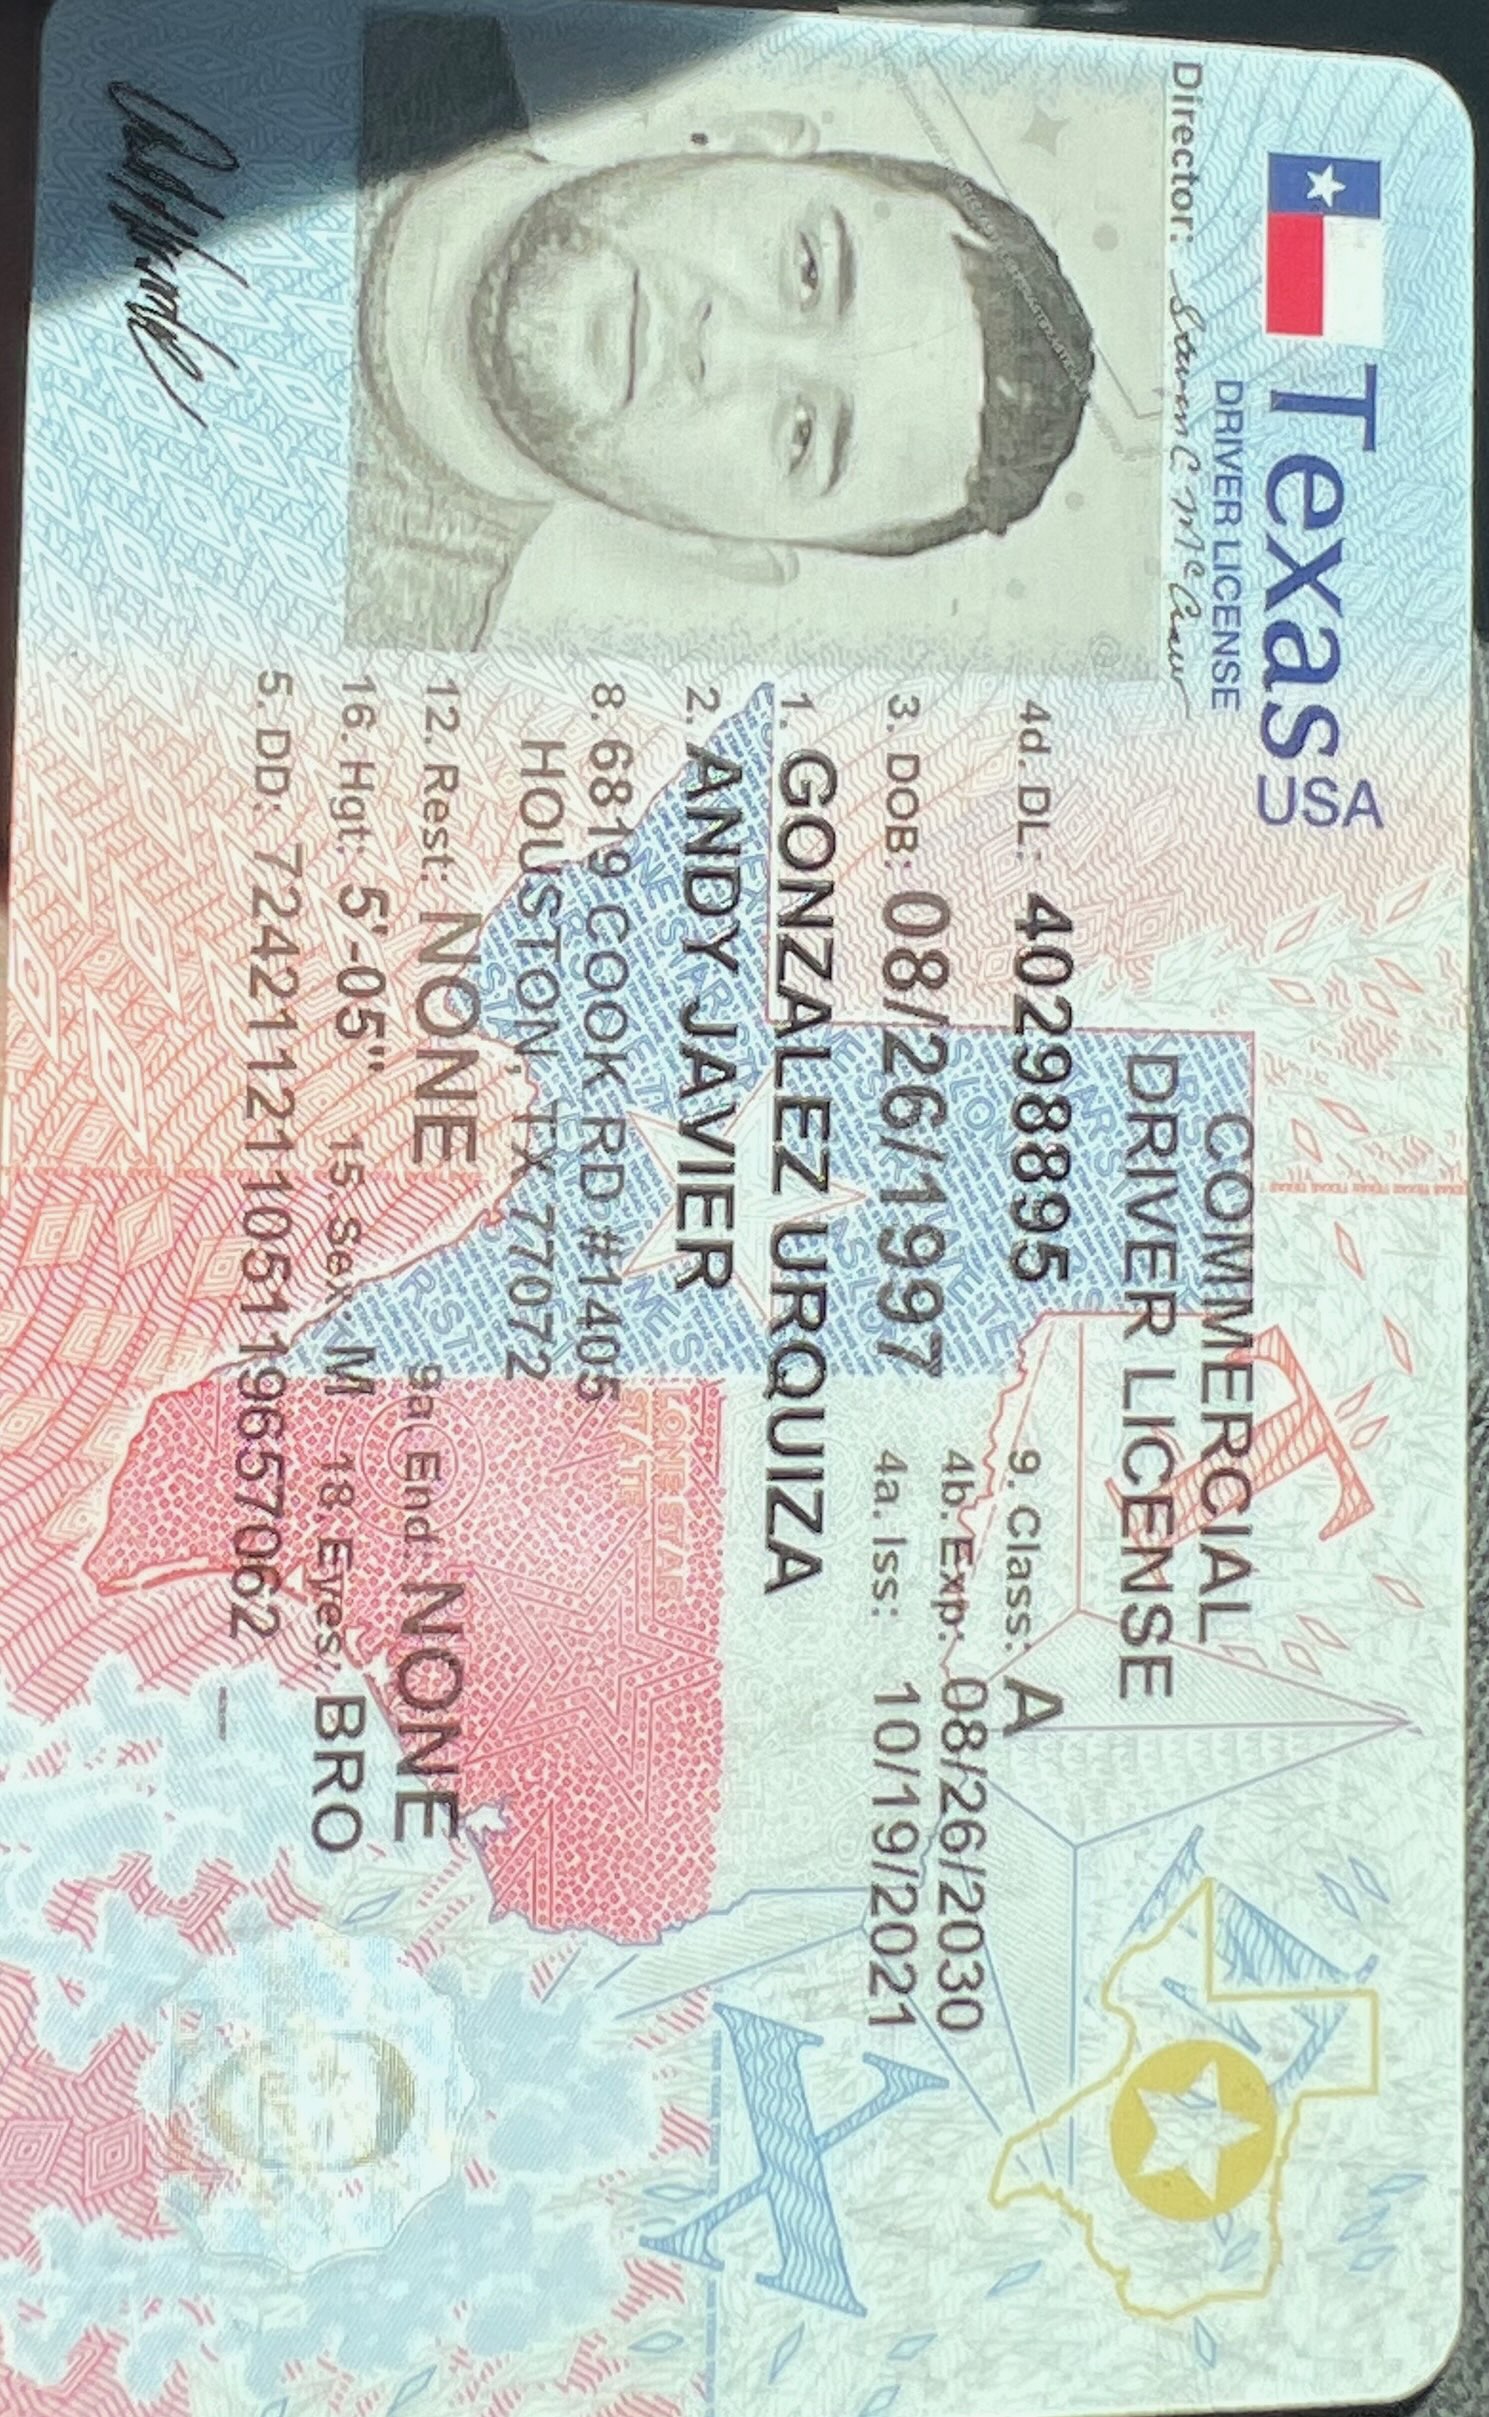 Texas USA
DRIVER LICENSE
Director: Steven C McCraw
COMMERCIAL
DRIVER LICENSE
4d. DL: 40298895 9. Class: A
3. DOB: 08/26/1997 4b. Exp: 08/26/2030
4a. Iss: 10/19/2021
1. GONZALEZ URQUIZA
2. ANDY JAVIER
8. 6819 COOK RD #1405
HOUSTON, TX 77072
12. Rest: NONE 9a. End: NONE
16. Hgt: 5'-05" 15. Sex: M 18. Eyes: BRO
5. DD: 72421121105119657062
LONE STAR
STATE